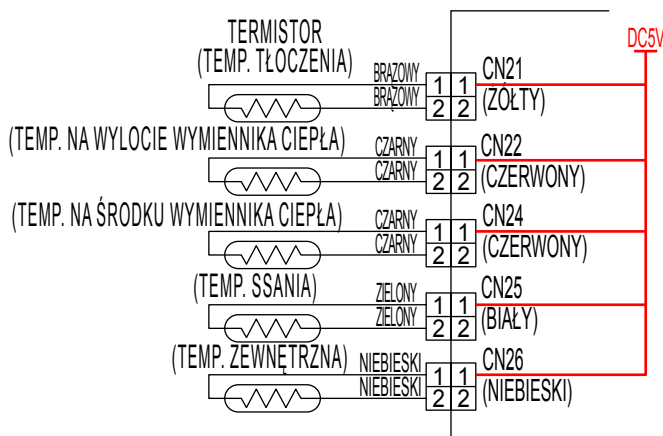 TERMISTOR
(TEMP. TŁOCZENIA)
DC5V
BRĄZOWY 1 1 CN21
BRĄZOWY 2 2 (ŻÓŁTY)
(TEMP. NA WYLOCIE WYMIENNIKA CIEPŁA)
CZARNY 1 1 CN22
CZARNY 2 2 (CZERWONY)
(TEMP. NA ŚRODKU WYMIENNIKA CIEPŁA)
CZARNY 1 1 CN24
CZARNY 2 2 (CZERWONY)
(TEMP. SSANIA)
ZIELONY 1 1 CN25
ZIELONY 2 2 (BIAŁY)
(TEMP. ZEWNĘTRZNA)
NIEBIESKI 1 1 CN26
NIEBIESKI 2 2 (NIEBIESKI)